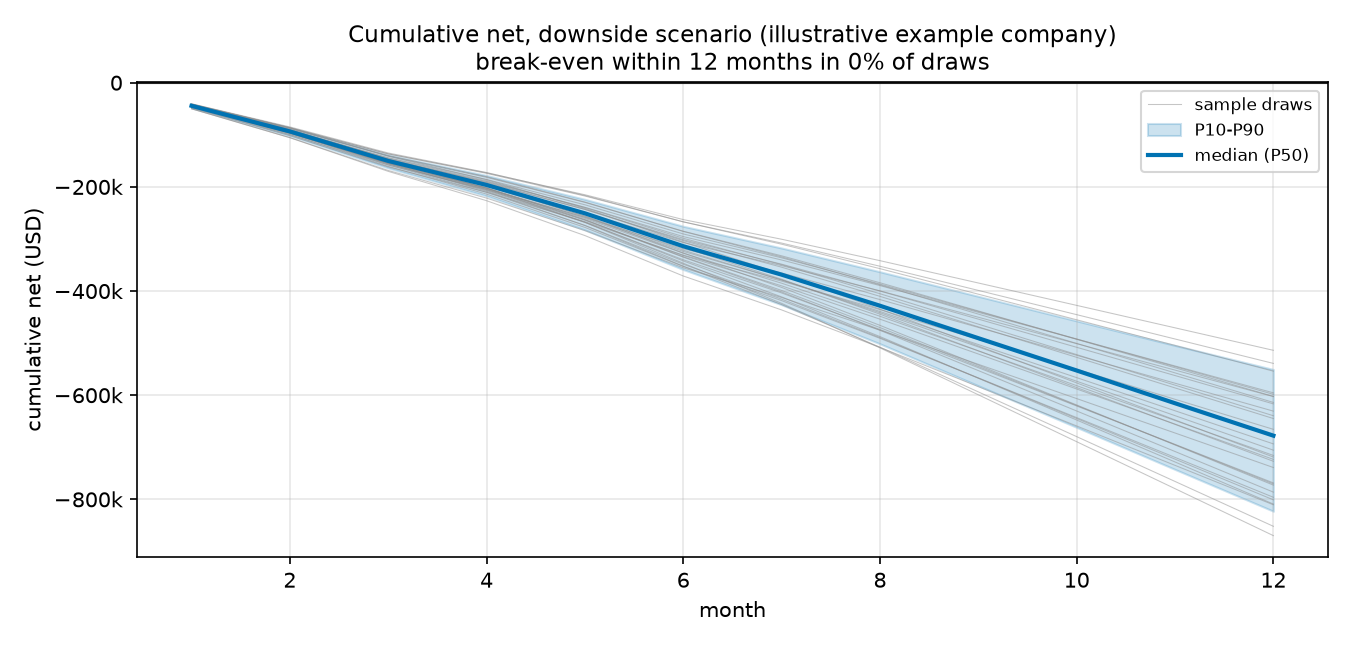 Cumulative net, downside scenario (illustrative example company)
break-even within 12 months in 0% of draws
sample draws
P10-P90
median (P50)
cumulative net (USD)
0
−200k
−400k
−600k
−800k
2 4 6 8 10 12
month